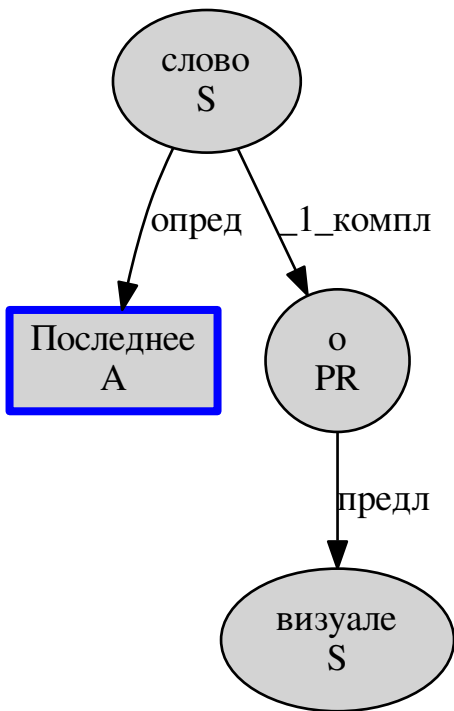 слово
S
опред
_1_компл
Последнее
A
о
PR
предл
визуале
S